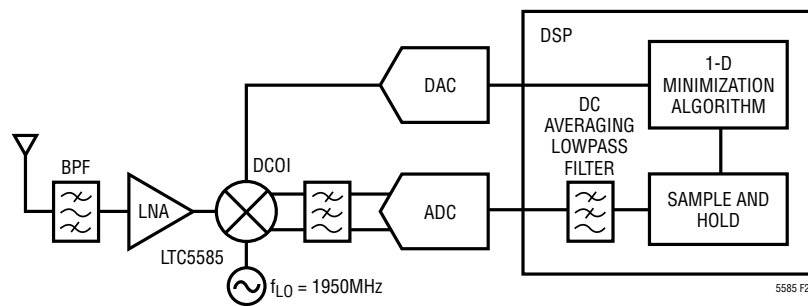 DSP
1-D
MINIMIZATION
ALGORITHM
DAC
DC
AVERAGING
LOWPASS
FILTER
BPF
DCOI
LNA
ADC
SAMPLE AND
HOLD
LTC5585
fLO = 1950MHz
5585 F2